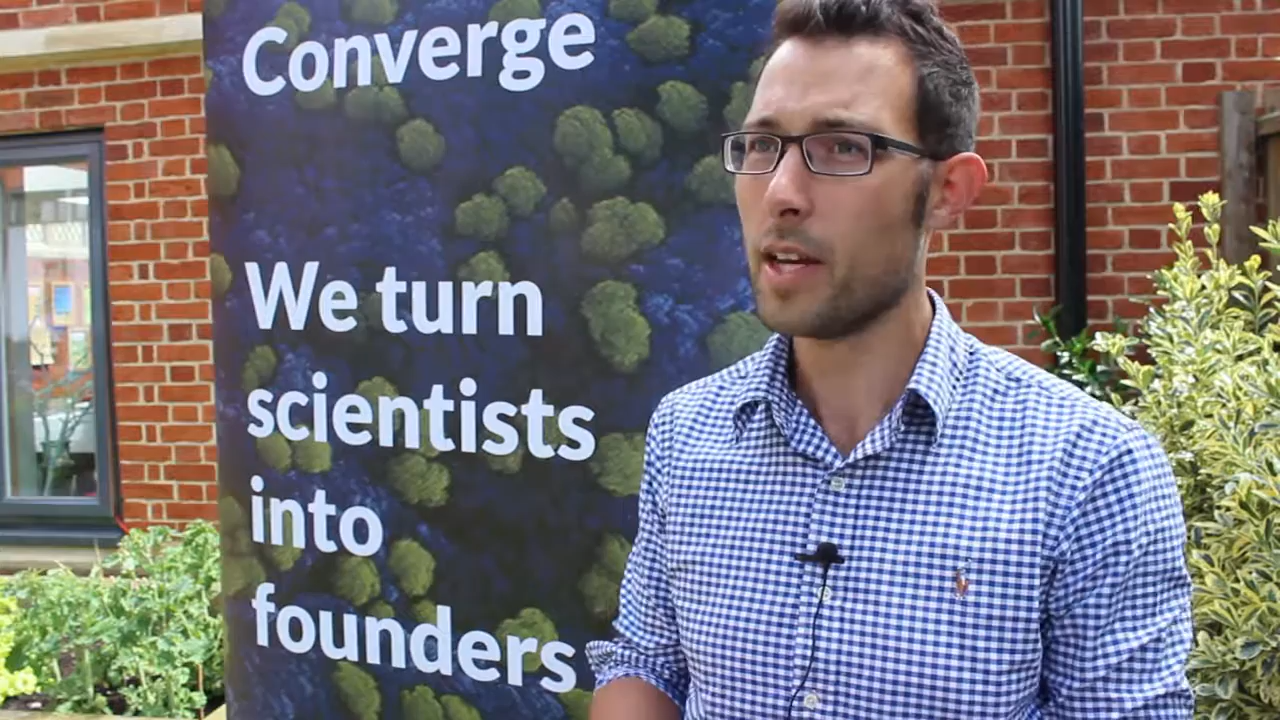 Converge
We turn
scientists
into
founders